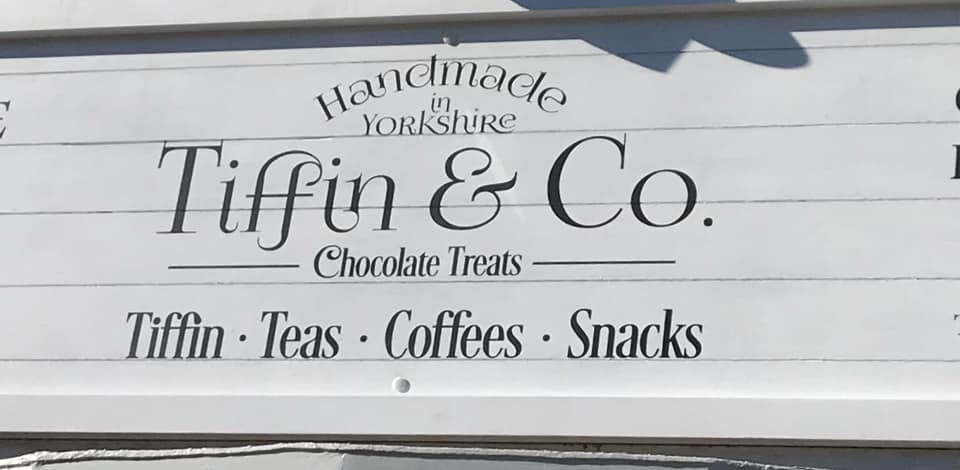 Handmade
in
YORKshiRe
Tiffin & Co.
Chocolate Treats
Tiffin · Teas · Coffees · Snacks